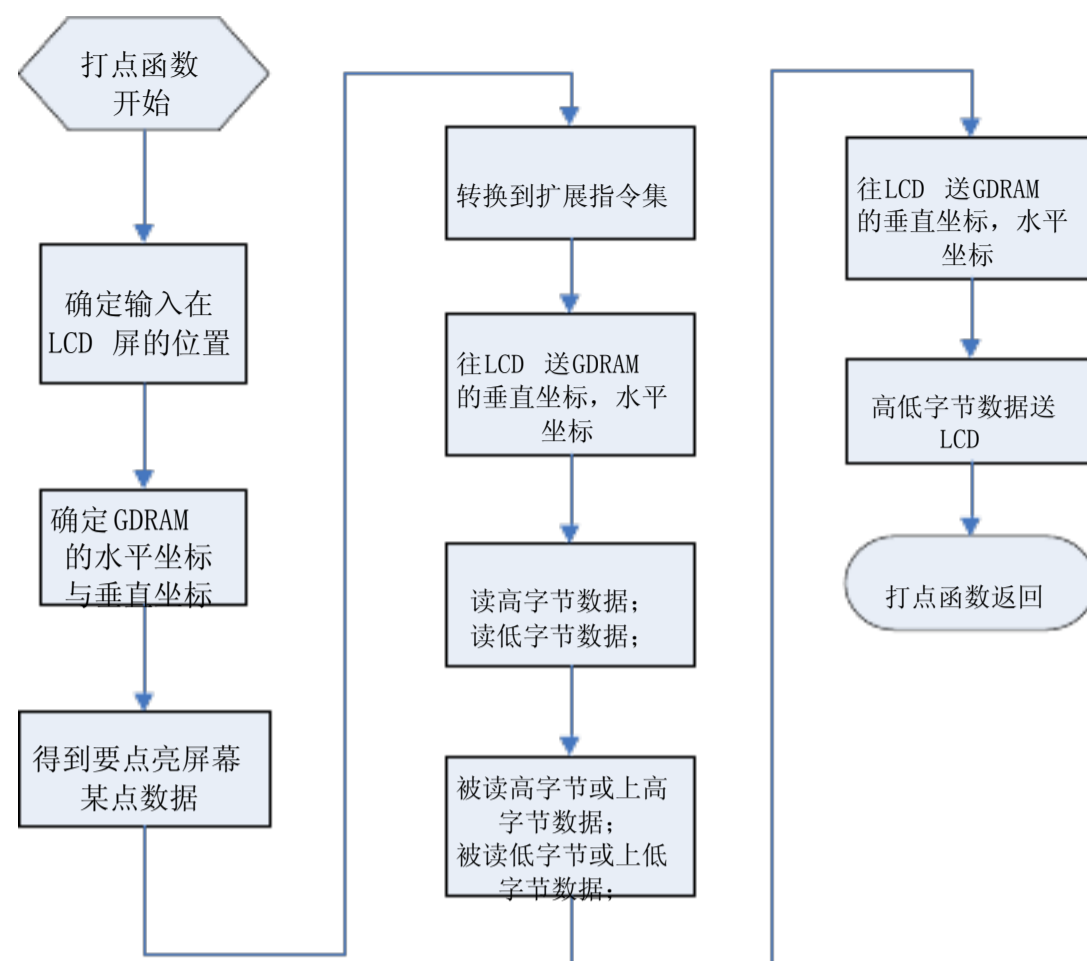 打点函数
开始
确定输入在
LCD 屏的位置
确定GDRAM
的水平坐标
与垂直坐标
得到要点亮屏幕
某点数据
转换到扩展指令集
往LCD 送GDRAM
的垂直坐标，水平
坐标
读高字节数据；
读低字节数据；
被读高字节或上高
字节数据；
被读低字节或上低
字节数据；
往LCD 送GDRAM
的垂直坐标，水平
坐标
高低字节数据送
LCD
打点函数返回